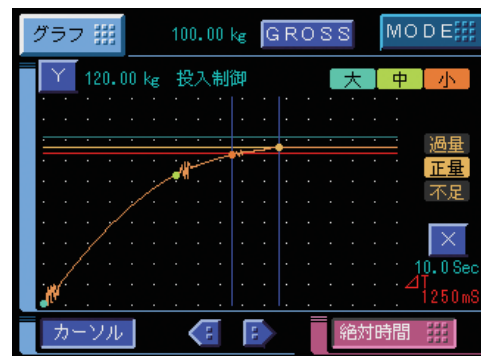 グラフ 100.00 kg GROSS MODE
Y 120.00 kg 投入制御 大 中 小
過量
正量
不足
X
10.0 Sec
⊿T
1250mS
カーソル 絶対時間